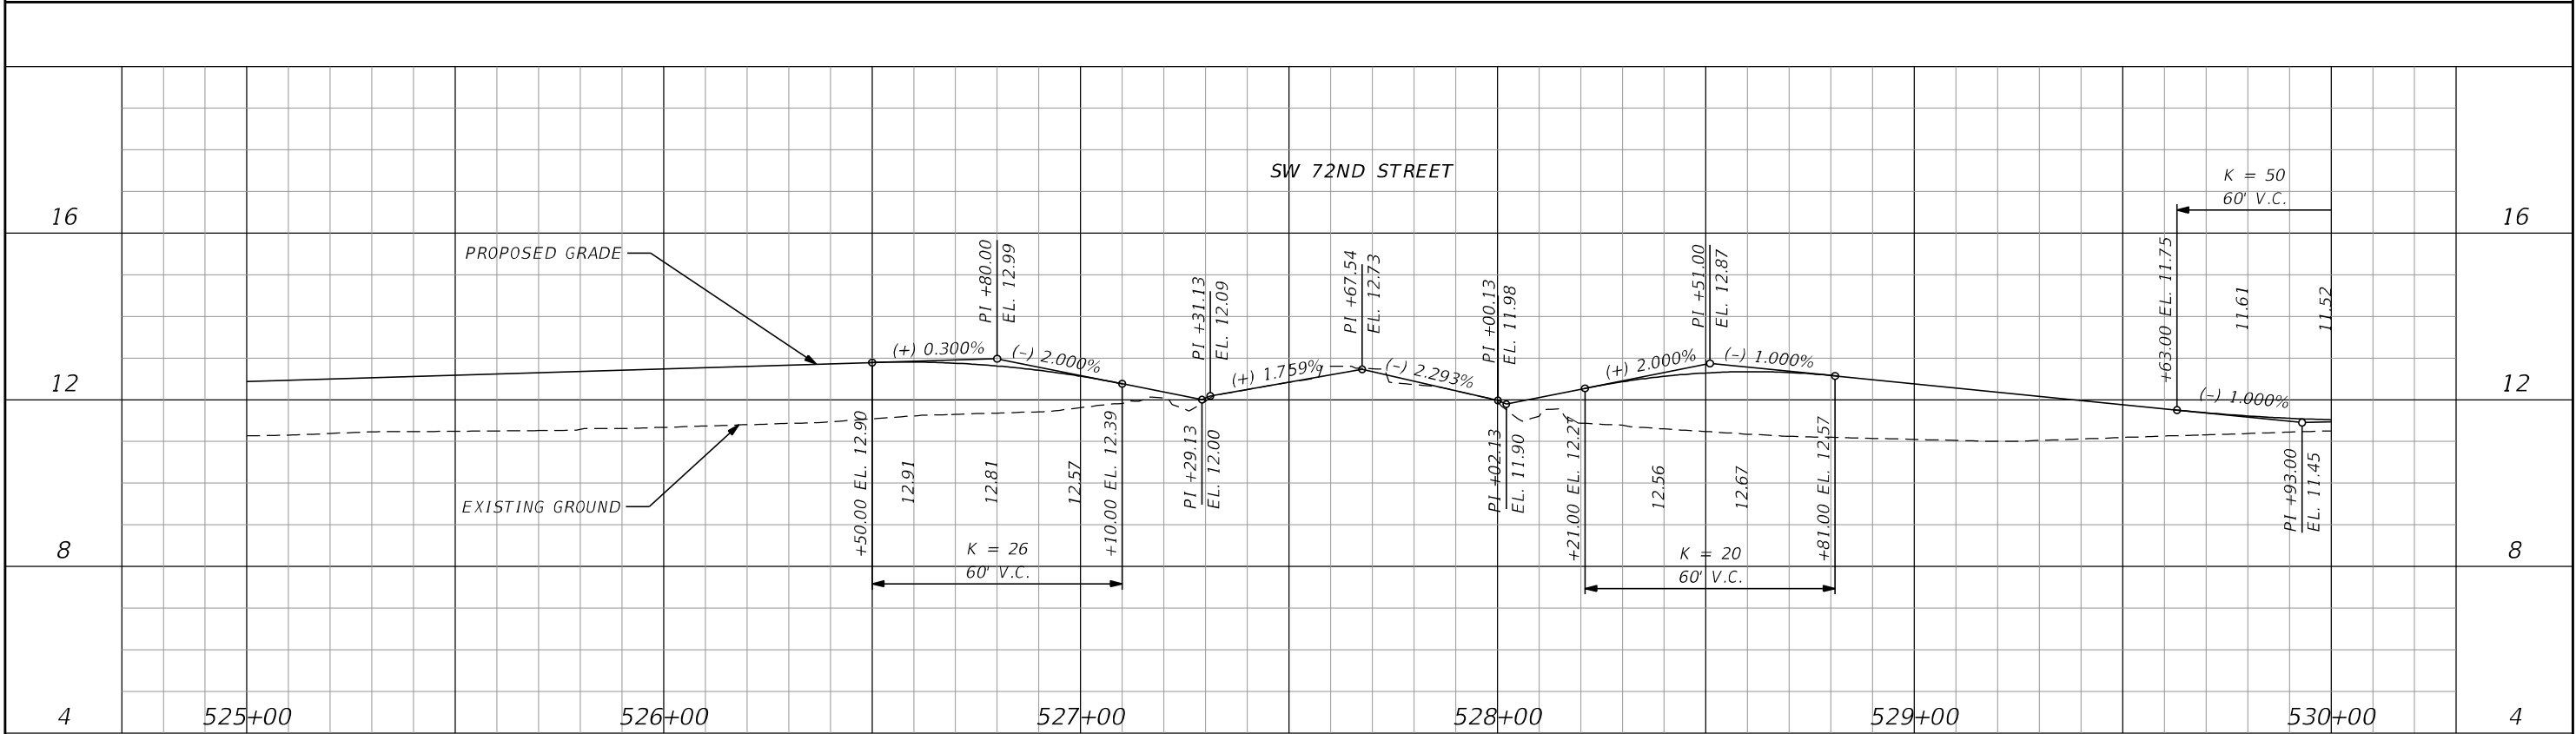 SW 72ND STREET
K = 50
60' V.C.
16
16
PROPOSED GRADE
PI +80.00
EL. 12.99
PI +31.13
EL. 12.09
PI +67.54
EL. 12.73
PI +00.13
EL. 11.98
PI +51.00
EL. 12.87
+63.00 EL. 11.75
11.61
11.52
(+) 0.300%
(-) 2.000%
(+) 1.759%
(-) 2.293%
(+) 2.000%
(-) 1.000%
(-) 1.000%
12
12
EXISTING GROUND
+50.00 EL. 12.90
12.91
12.81
12.57
+10.00 EL. 12.39
PI +29.13
EL. 12.00
PI +02.13
EL. 11.90
+21.00 EL. 12.27
12.56
12.67
+81.00 EL. 12.57
PI +93.00
EL. 11.45
K = 26
60' V.C.
K = 20
60' V.C.
8
8
4
525+00
526+00
527+00
528+00
529+00
530+00
4